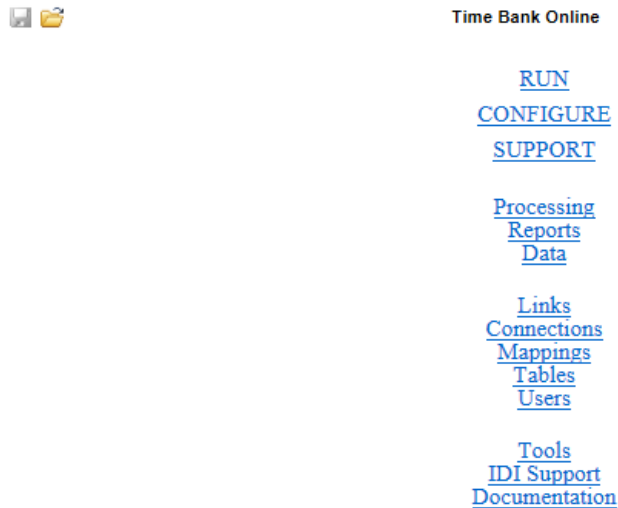 Time Bank Online
RUN
CONFIGURE
SUPPORT
Processing
Reports
Data
Links
Connections
Mappings
Tables
Users
Tools
IDI Support
Documentation